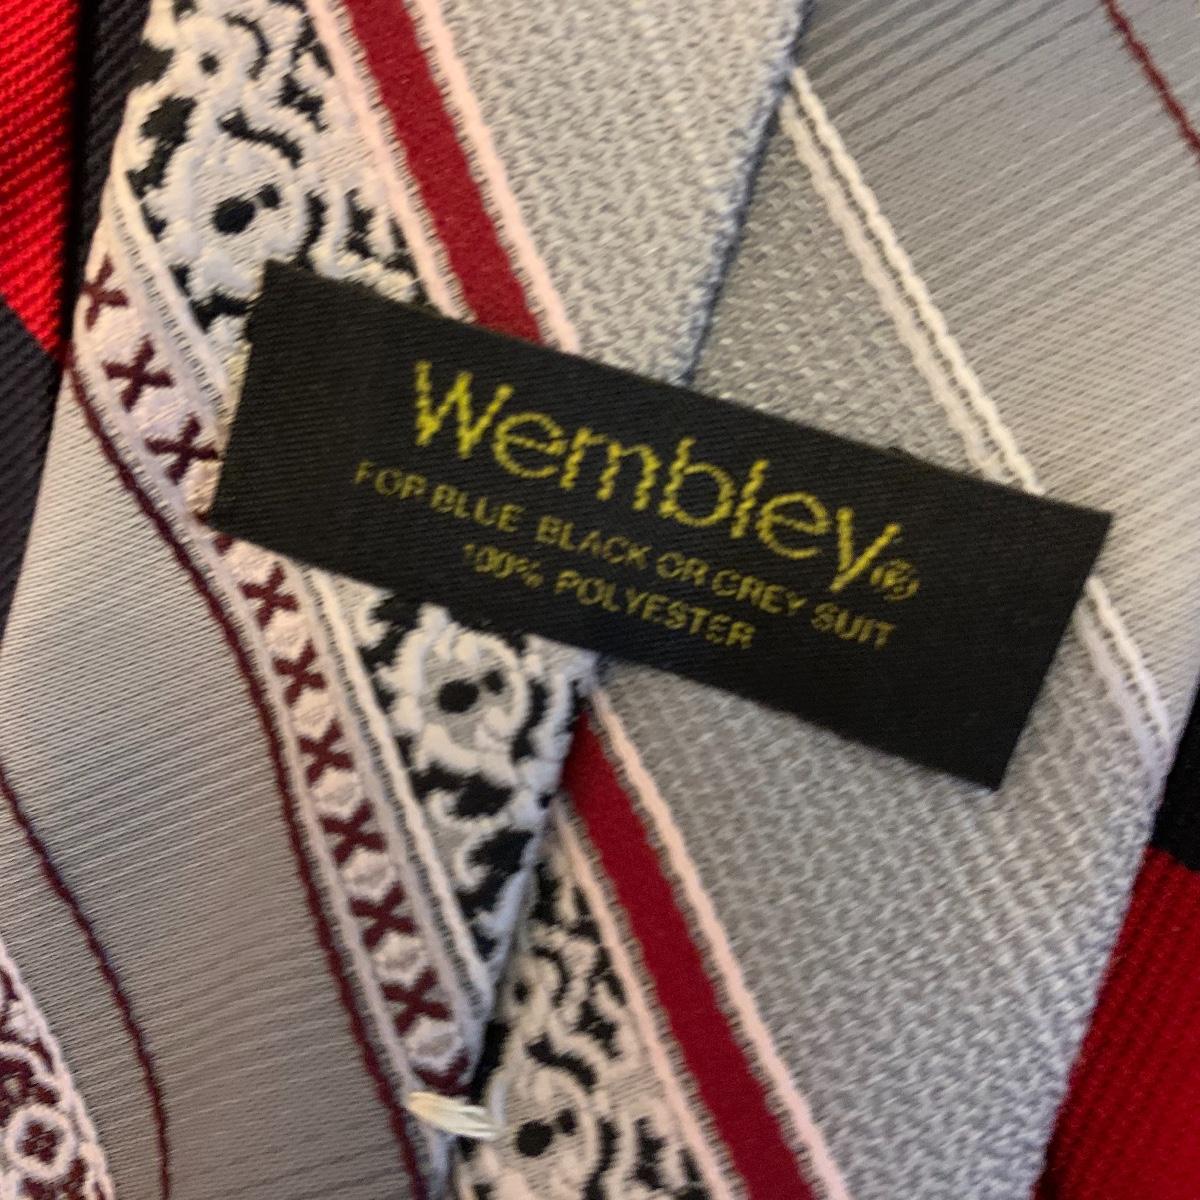 Wembley®
FOR BLUE BLACK OR GREY SUIT
100% POLYESTER